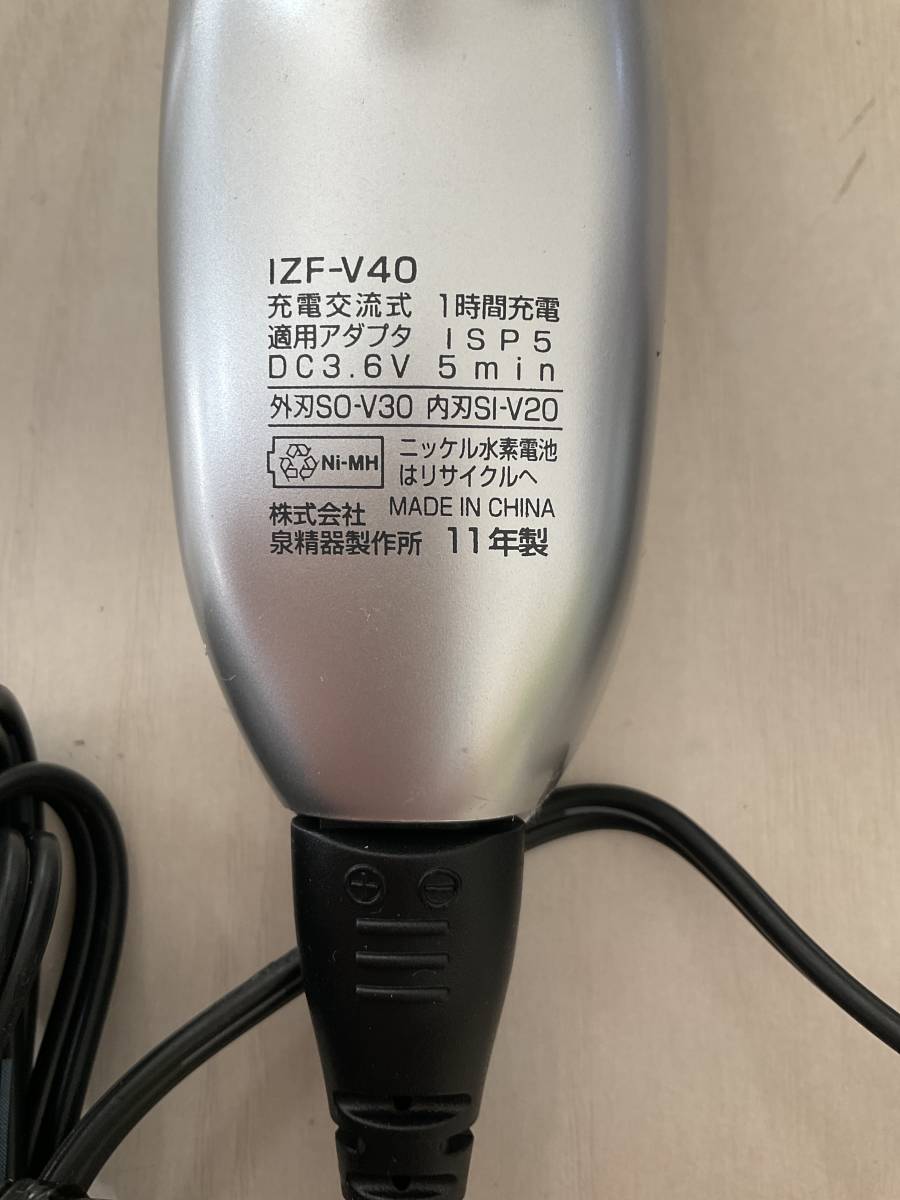 IZF-V40
充電交流式 1時間充電
適用アダプタ ISP5
DC3.6V 5min
外刃SO-V30 内刃SI-V20
Ni-MH ニッケル水素電池
はリサイクルへ
株式会社 MADE IN CHINA
泉精器製作所 11年製